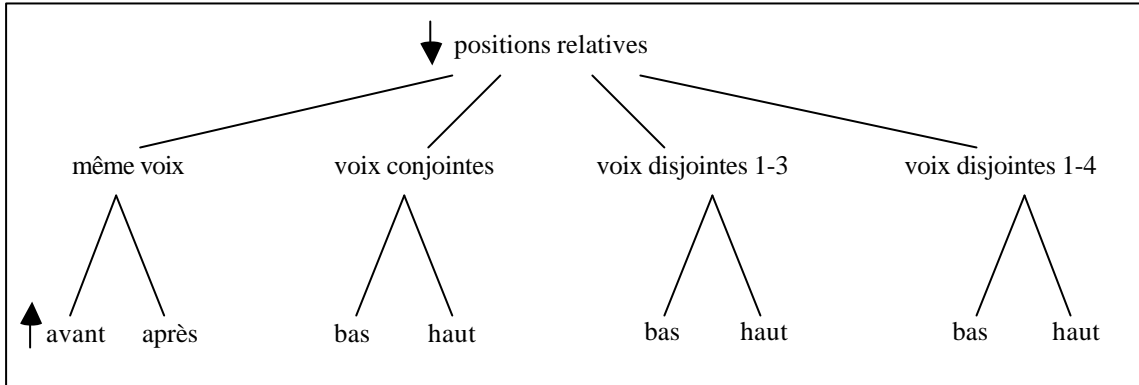 positions relatives
même voix voix conjointes voix disjointes 1-3 voix disjointes 1-4
avant après bas haut bas haut bas haut